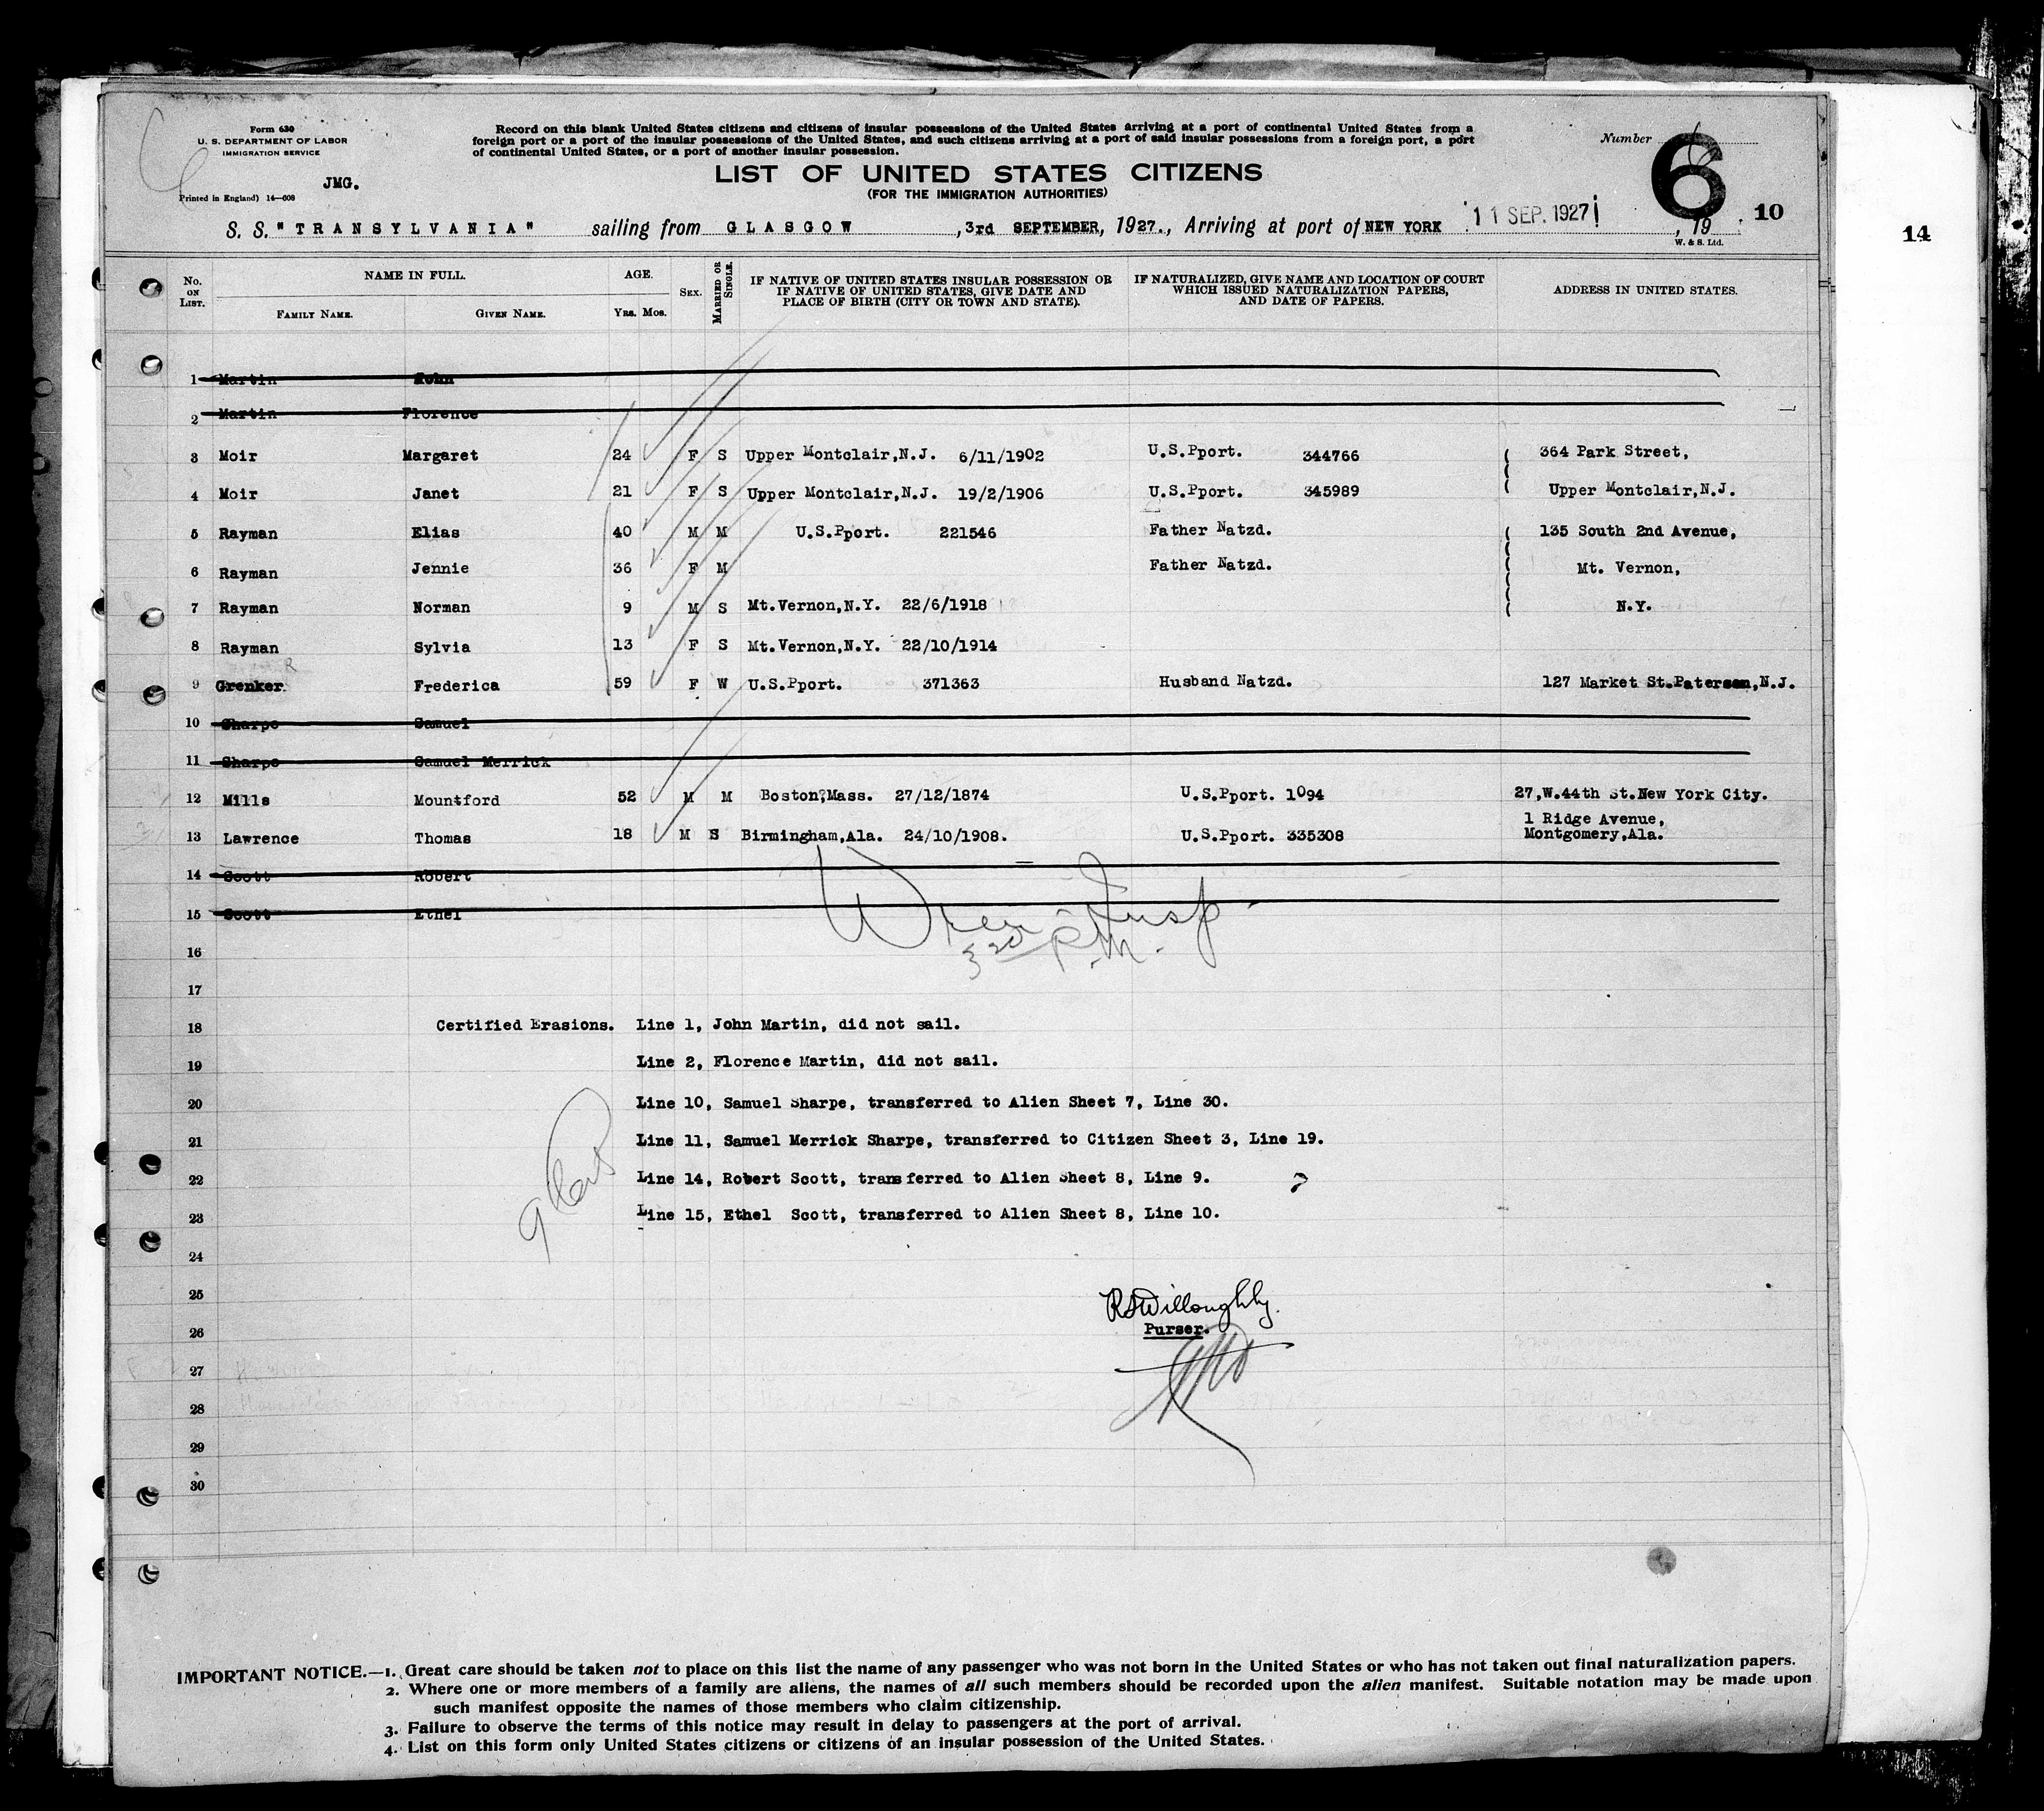 Form 630
U. S. DEPARTMENT OF LABOR
IMMIGRATION SERVICE
JMG.
Printed in England) 14—608
Record on this blank United States citizens and citizens of insular possessions of the United States arriving at a port of continental United States from a
foreign port or a port of the insular possessions of the United States, and such citizens arriving at a port of said insular possessions from a foreign port, a port
of continental United States, or a port of another insular possession.
Number 6
6
10
14
LIST OF UNITED STATES CITIZENS
(FOR THE IMMIGRATION AUTHORITIES)
S. S. "TRANSYLVANIA" sailing from GLASGOW, 3rd SEPTEMBER, 1927., Arriving at port of NEW YORK 11 SEP. 1927, 19
W. & S. Ltd.
No. ON LIST. NAME IN FULL. AGE. SEX. MARRIED OR SINGLE. IF NATIVE OF UNITED STATES INSULAR POSSESSION OR IF NATIVE OF UNITED STATES, GIVE DATE AND PLACE OF BIRTH (CITY OR TOWN AND STATE). IF NATURALIZED, GIVE NAME AND LOCATION OF COURT WHICH ISSUED NATURALIZATION PAPERS, AND DATE OF PAPERS. ADDRESS IN UNITED STATES.
FAMILY NAME. GIVEN NAME. YRS. MOS.
1 Martin John
2 Martin Florence
3 Moir Margaret 24 F S Upper Montclair,N.J. 6/11/1902 U.S.Pport. 344766 364 Park Street,
4 Moir Janet 21 F S Upper Montclair,N.J. 19/2/1906 U.S.Pport. 345989 Upper Montclair,N.J.
5 Rayman Elias 40 M M U.S.Pport. 221546 Father Natzd. 135 South 2nd Avenue,
6 Rayman Jennie 36 F M Father Natzd. Mt. Vernon,
7 Rayman Norman 9 M S Mt.Vernon,N.Y. 22/6/1918 N.Y.
8 Rayman Sylvia 13 F S Mt.Vernon,N.Y. 22/10/1914
R
9 Grenker Frederica 59 F W U.S.Pport. 371363 Husband Natzd. 127 Market St.Paterson,N.J.
10 Sharpe Samuel
11 Sharpe Samuel Merrick
12 Mills Mountford 52 M M Boston,Mass. 27/12/1874 U.S.Pport. 1094 27,W.44th St.New York City.
13 Lawrence Thomas 18 M S Birmingham,Ala. 24/10/1908. U.S.Pport. 335308 1 Ridge Avenue,
Montgomery,Ala.
14 Scott Robert
15 Scott Ethel
Insp
16
3 20 P.M.
17
18 Certified Erasions. Line 1, John Martin, did not sail.
19 Line 2, Florence Martin, did not sail.
20 Line 10, Samuel Sharpe, transferred to Alien Sheet 7, Line 30.
21 Line 11, Samuel Merrick Sharpe, transferred to Citizen Sheet 3, Line 19.
22 Line 14, Robert Scott, transferred to Alien Sheet 8, Line 9.
23 Line 15, Ethel Scott, transferred to Alien Sheet 8, Line 10.
24
25
RSWilloughby.
26 Purser.
27
28
29
30
IMPORTANT NOTICE.—1. Great care should be taken not to place on this list the name of any passenger who was not born in the United States or who has not taken out final naturalization papers.
2. Where one or more members of a family are aliens, the names of all such members should be recorded upon the alien manifest. Suitable notation may be made upon
such manifest opposite the names of those members who claim citizenship.
3. Failure to observe the terms of this notice may result in delay to passengers at the port of arrival.
4. List on this form only United States citizens or citizens of an insular possession of the United States.